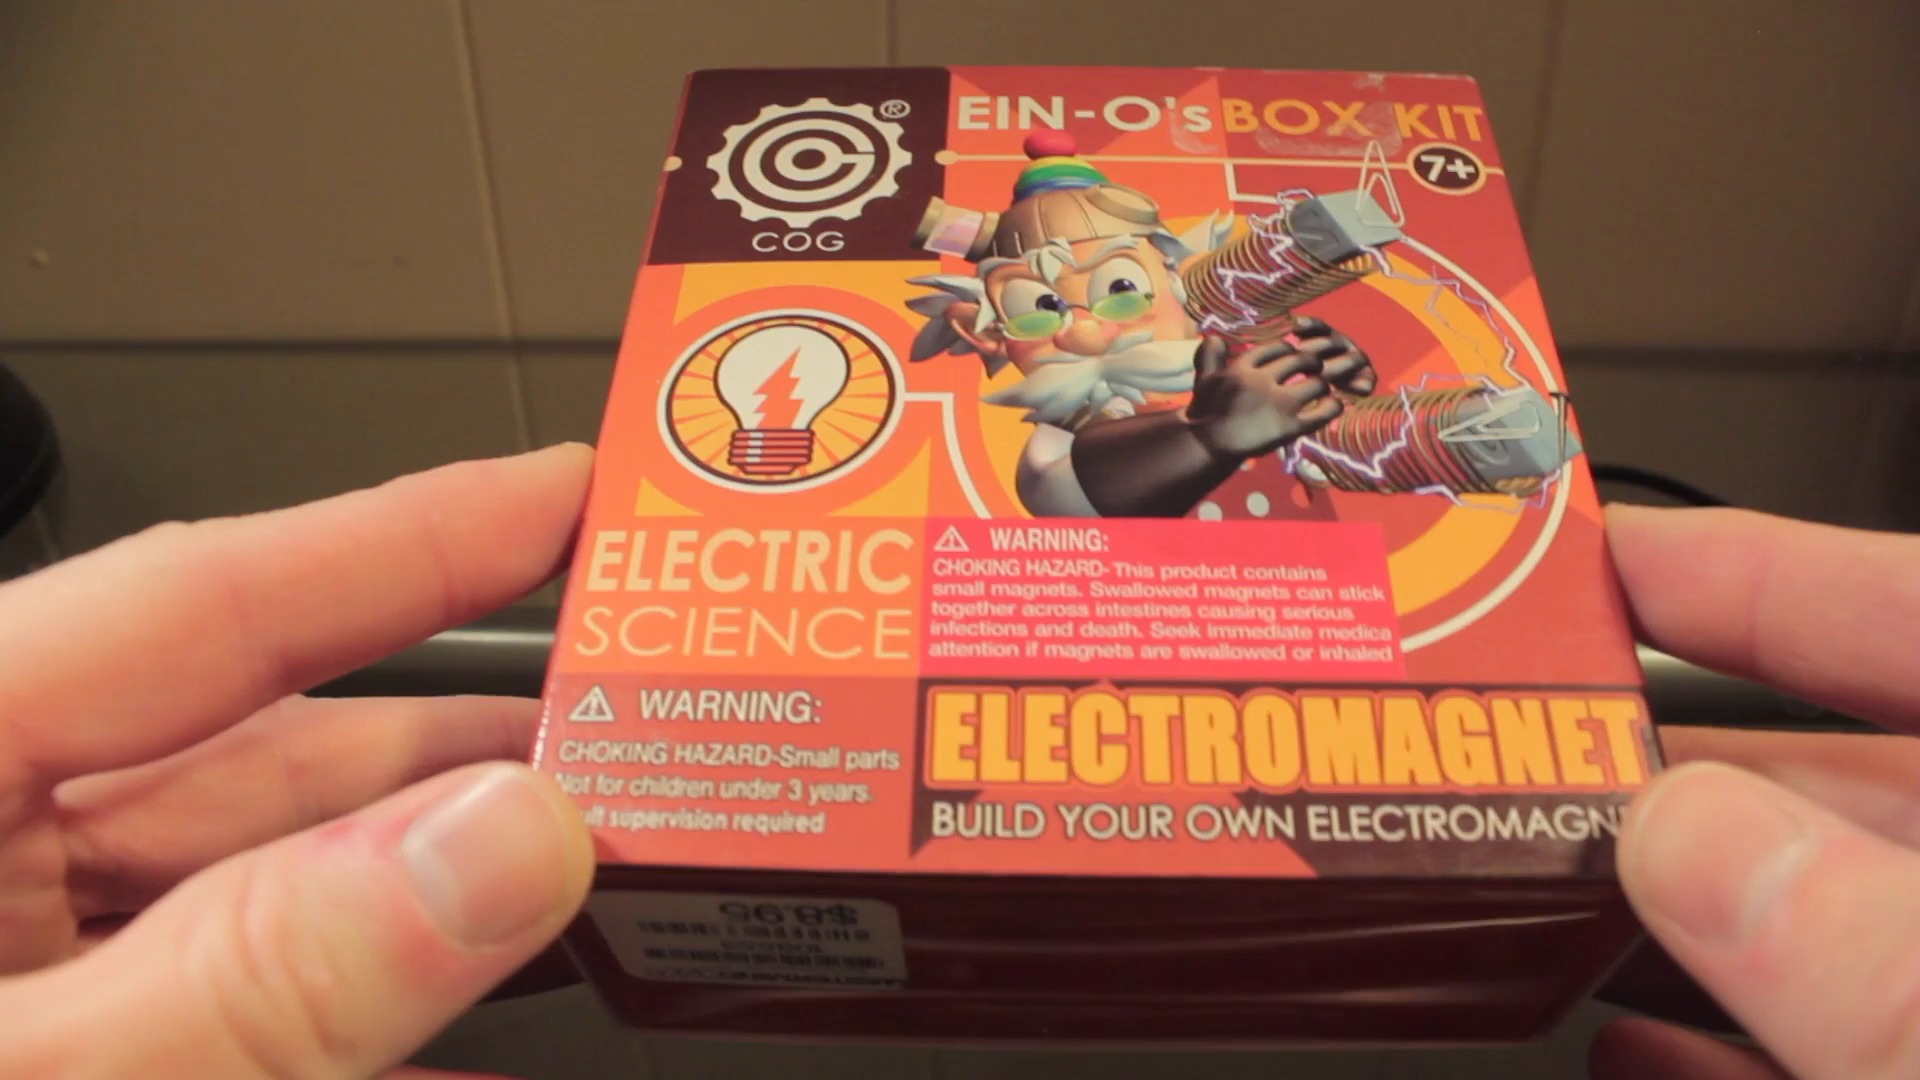 EIN-O's BOX KIT
®
COG
7+
ELECTRIC
SCIENCE
WARNING:
CHOKING HAZARD- This product contains
small magnets. Swallowed magnets can stick
together across intestines causing serious
infections and death. Seek immediate medica
attention if magnets are swallowed or inhaled
WARNING:
CHOKING HAZARD-Small parts
Not for children under 3 years.
supervision required
ELECTROMAGNET
BUILD YOUR OWN ELECTROMAGN
$8.95